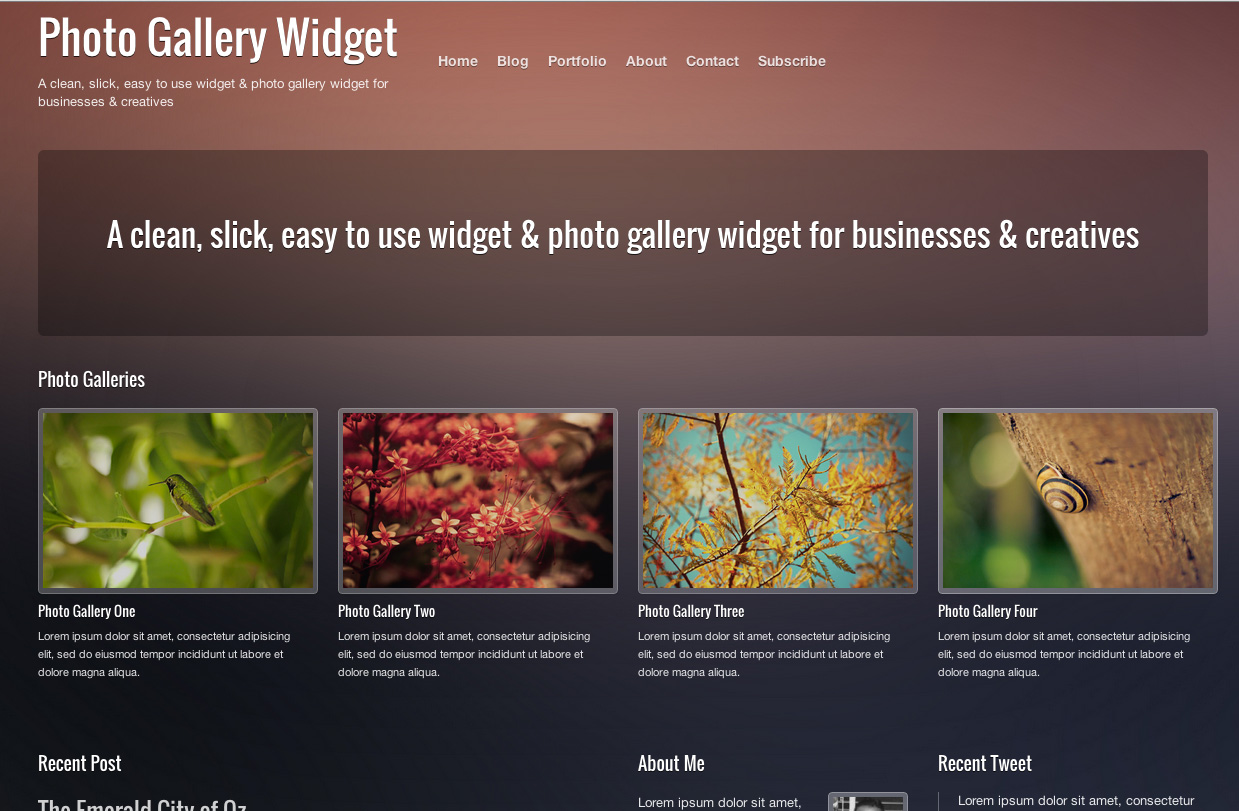 Photo Gallery Widget
Home Blog Portfolio About Contact Subscribe
A clean, slick, easy to use widget & photo gallery widget for
businesses & creatives
A clean, slick, easy to use widget & photo gallery widget for businesses & creatives
Photo Galleries
Photo Gallery One
Lorem ipsum dolor sit amet, consectetur adipisicing
elit, sed do eiusmod tempor incididunt ut labore et
dolore magna aliqua.
Photo Gallery Two
Lorem ipsum dolor sit amet, consectetur adipisicing
elit, sed do eiusmod tempor incididunt ut labore et
dolore magna aliqua.
Photo Gallery Three
Lorem ipsum dolor sit amet, consectetur adipisicing
elit, sed do eiusmod tempor incididunt ut labore et
dolore magna aliqua.
Photo Gallery Four
Lorem ipsum dolor sit amet, consectetur adipisicing
elit, sed do eiusmod tempor incididunt ut labore et
dolore magna aliqua.
Recent Post
The Emerald City of Oz
About Me
Lorem ipsum dolor sit amet,
Recent Tweet
Lorem ipsum dolor sit amet, consectetur